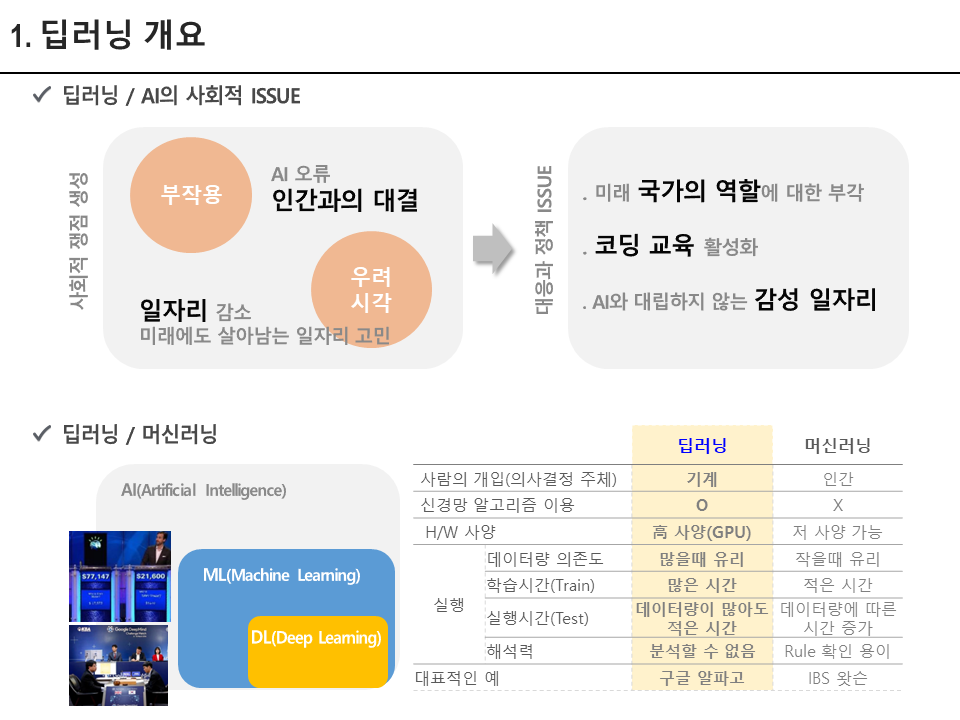 1. 딥러닝 개요
딥러닝 / AI의 사회적 ISSUE
사회적 쟁점 생성
부작용
AI 오류
인간과의 대결
우려
시각
일자리 감소
미래에도 살아남는 일자리 고민
대응과 정책 ISSUE
. 미래 국가의 역할에 대한 부각
. 코딩 교육 활성화
. AI와 대립하지 않는 감성 일자리
딥러닝 / 머신러닝
AI(Artificial Intelligence)
ML(Machine Learning)
DL(Deep Learning)
$77,147 $21,600
Google DeepMind
딥러닝 머신러닝
사람의 개입(의사결정 주체) 기계 인간
신경망 알고리즘 이용 O X
H/W 사양 高 사양(GPU) 저 사양 가능
실행
데이터량 의존도 많을때 유리 작을때 유리
학습시간(Train) 많은 시간 적은 시간
실행시간(Test) 데이터량이 많아도 데이터량에 따른
적은 시간 시간 증가
해석력 분석할 수 없음 Rule 확인 용이
대표적인 예 구글 알파고 IBS 왓슨